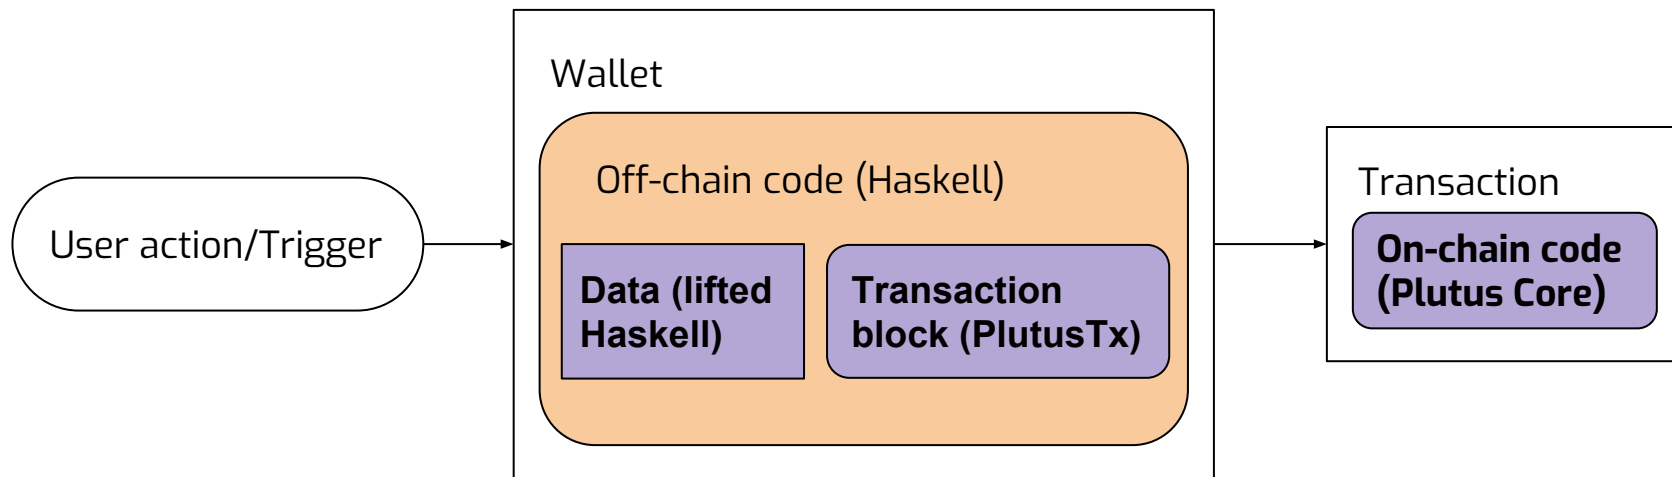 User action/Trigger
Wallet
Off-chain code (Haskell)
Data (lifted
Haskell)
Transaction
block (PlutusTx)
Transaction
On-chain code
(Plutus Core)